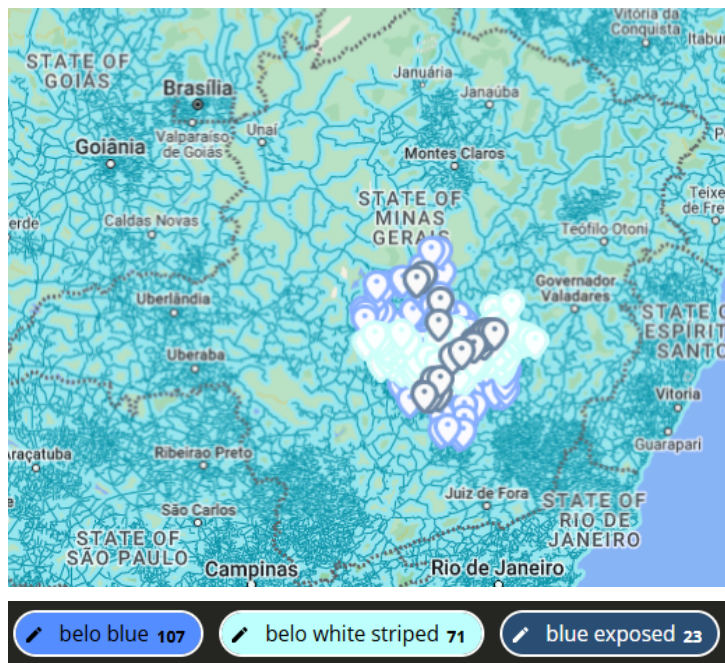 Vitória da
Conquista
Itabu
STATE OF
GOIÁS
Brasília
Januária
Janaúba
Valparaíso
de Goiás
Unaí
Goiânia
Montes Claros
P
STATE OF
MINAS
GERAIS
Teixe
de Fre
erde
Caldas Novas
Teófilo Otoni
Uberlândia
Governador
Valadares
STATE O
ESPÍRIT
SANTO
Uberaba
Vitoria
Guarapari
Araçatuba
Ribeirao Preto
Juiz de Fora
São Carlos
STATE OF
RIO DE
JANEIRO
STATE OF
SÃO PAULO
Campinas
Rio de Janeiro
belo blue 107
belo white striped 71
blue exposed 23